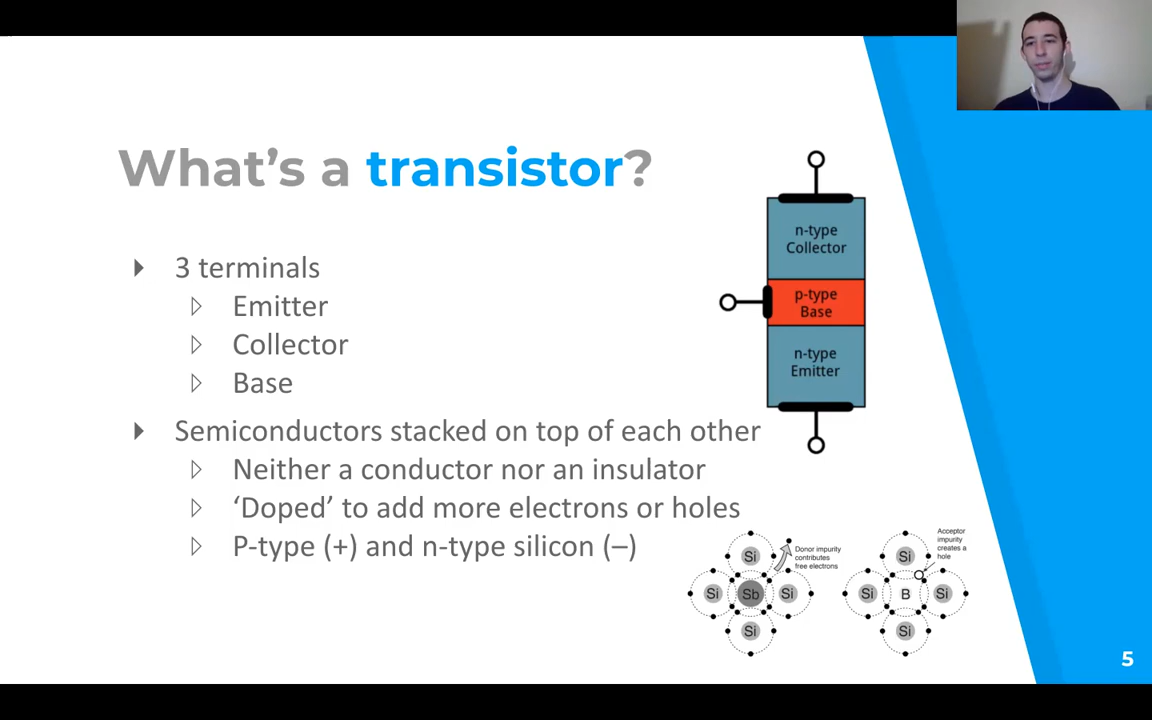 What's a transistor?
3 terminals
Emitter
Collector
Base
Semiconductors stacked on top of each other
Neither a conductor nor an insulator
‘Doped’ to add more electrons or holes
P-type (+) and n-type silicon (–)
n-type
Collector
p-type
Base
n-type
Emitter
Si
Donor impurity
contributes
free electrons
Si
Sb
Si
Si
Acceptor
impurity
creates a
hole
Si
Si
B
Si
Si
5